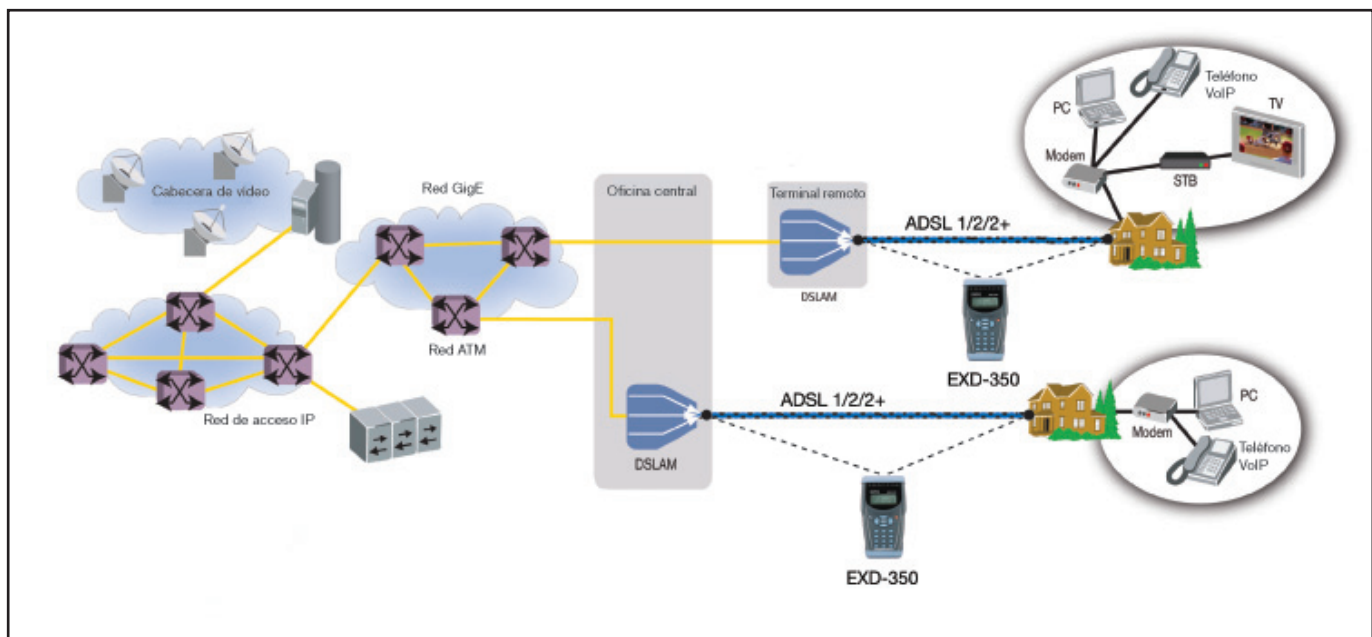 Cabecera de vídeo
Red GigE
Red ATM
Red de acceso IP
Oficina central
DSLAM
Terminal remoto
DSLAM
ADSL 1/2/2+
EXD-350
PC
Teléfono
VoIP
TV
Modem
STB
ADSL 1/2/2+
EXD-350
Modem
PC
Teléfono
VoIP